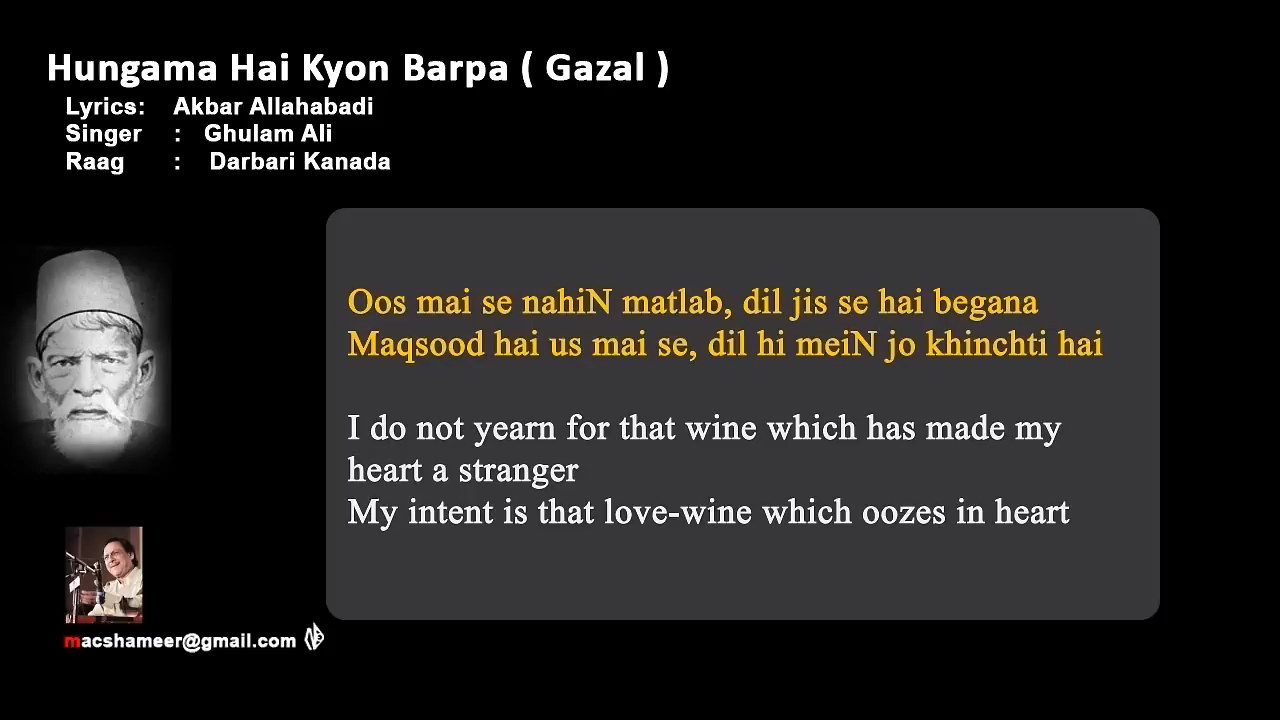 Hungama Hai Kyon Barpa ( Gazal )
Lyrics: Akbar Allahabadi
Singer : Ghulam Ali
Raag : Darbari Kanada
Oos mai se nahiN matlab, dil jis se hai begana
Maqsood hai us mai se, dil hi meiN jo khinchti hai
I do not yearn for that wine which has made my
heart a stranger
My intent is that love-wine which oozes in heart
macshameer@gmail.com